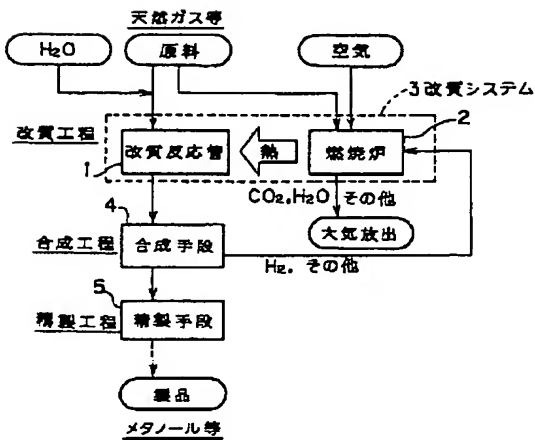 天然ガス等
H₂O
原料
空気
3改質システム
改質工程
改質反応管
熱
燃焼炉
2
1
CO₂.H₂O その他
4
大気放出
合成工程
合成手段
H₂. その他
5
精製工程
精製手段
製品
メタノール等